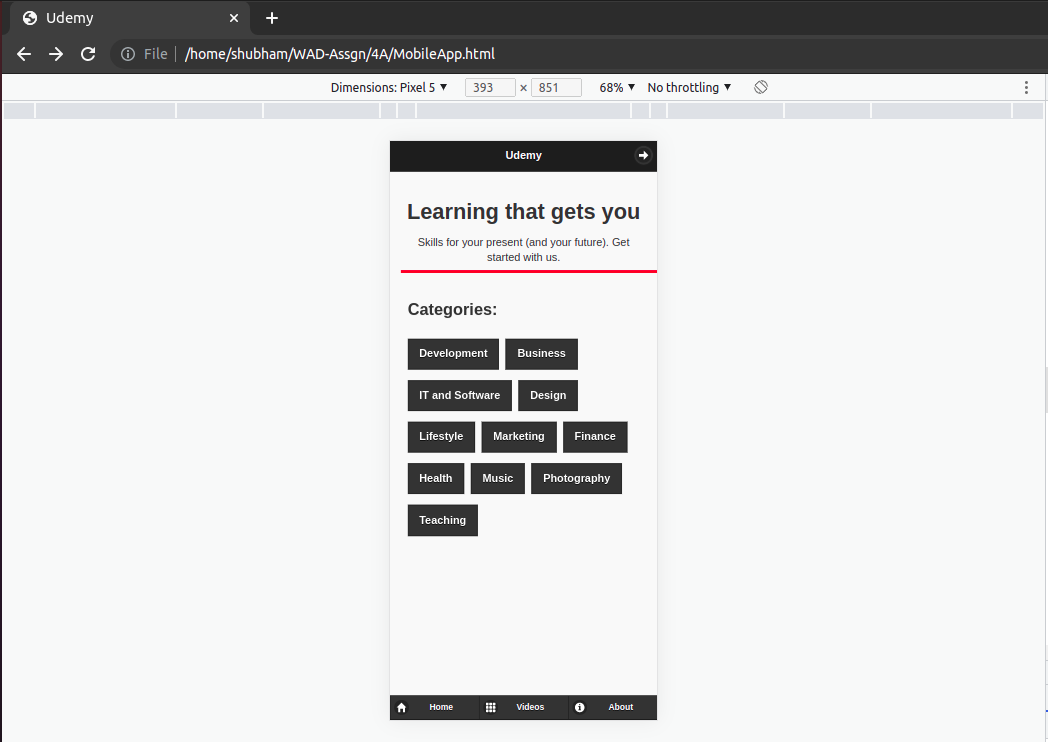 Udemy
File /home/shubham/WAD-Assgn/4A/MobileApp.html
Dimensions: Pixel 5 393 × 851 68% No throttling
Udemy
Learning that gets you
Skills for your present (and your future). Get
started with us.
Categories:
Development Business
IT and Software Design
Lifestyle Marketing Finance
Health Music Photography
Teaching
Home Videos About